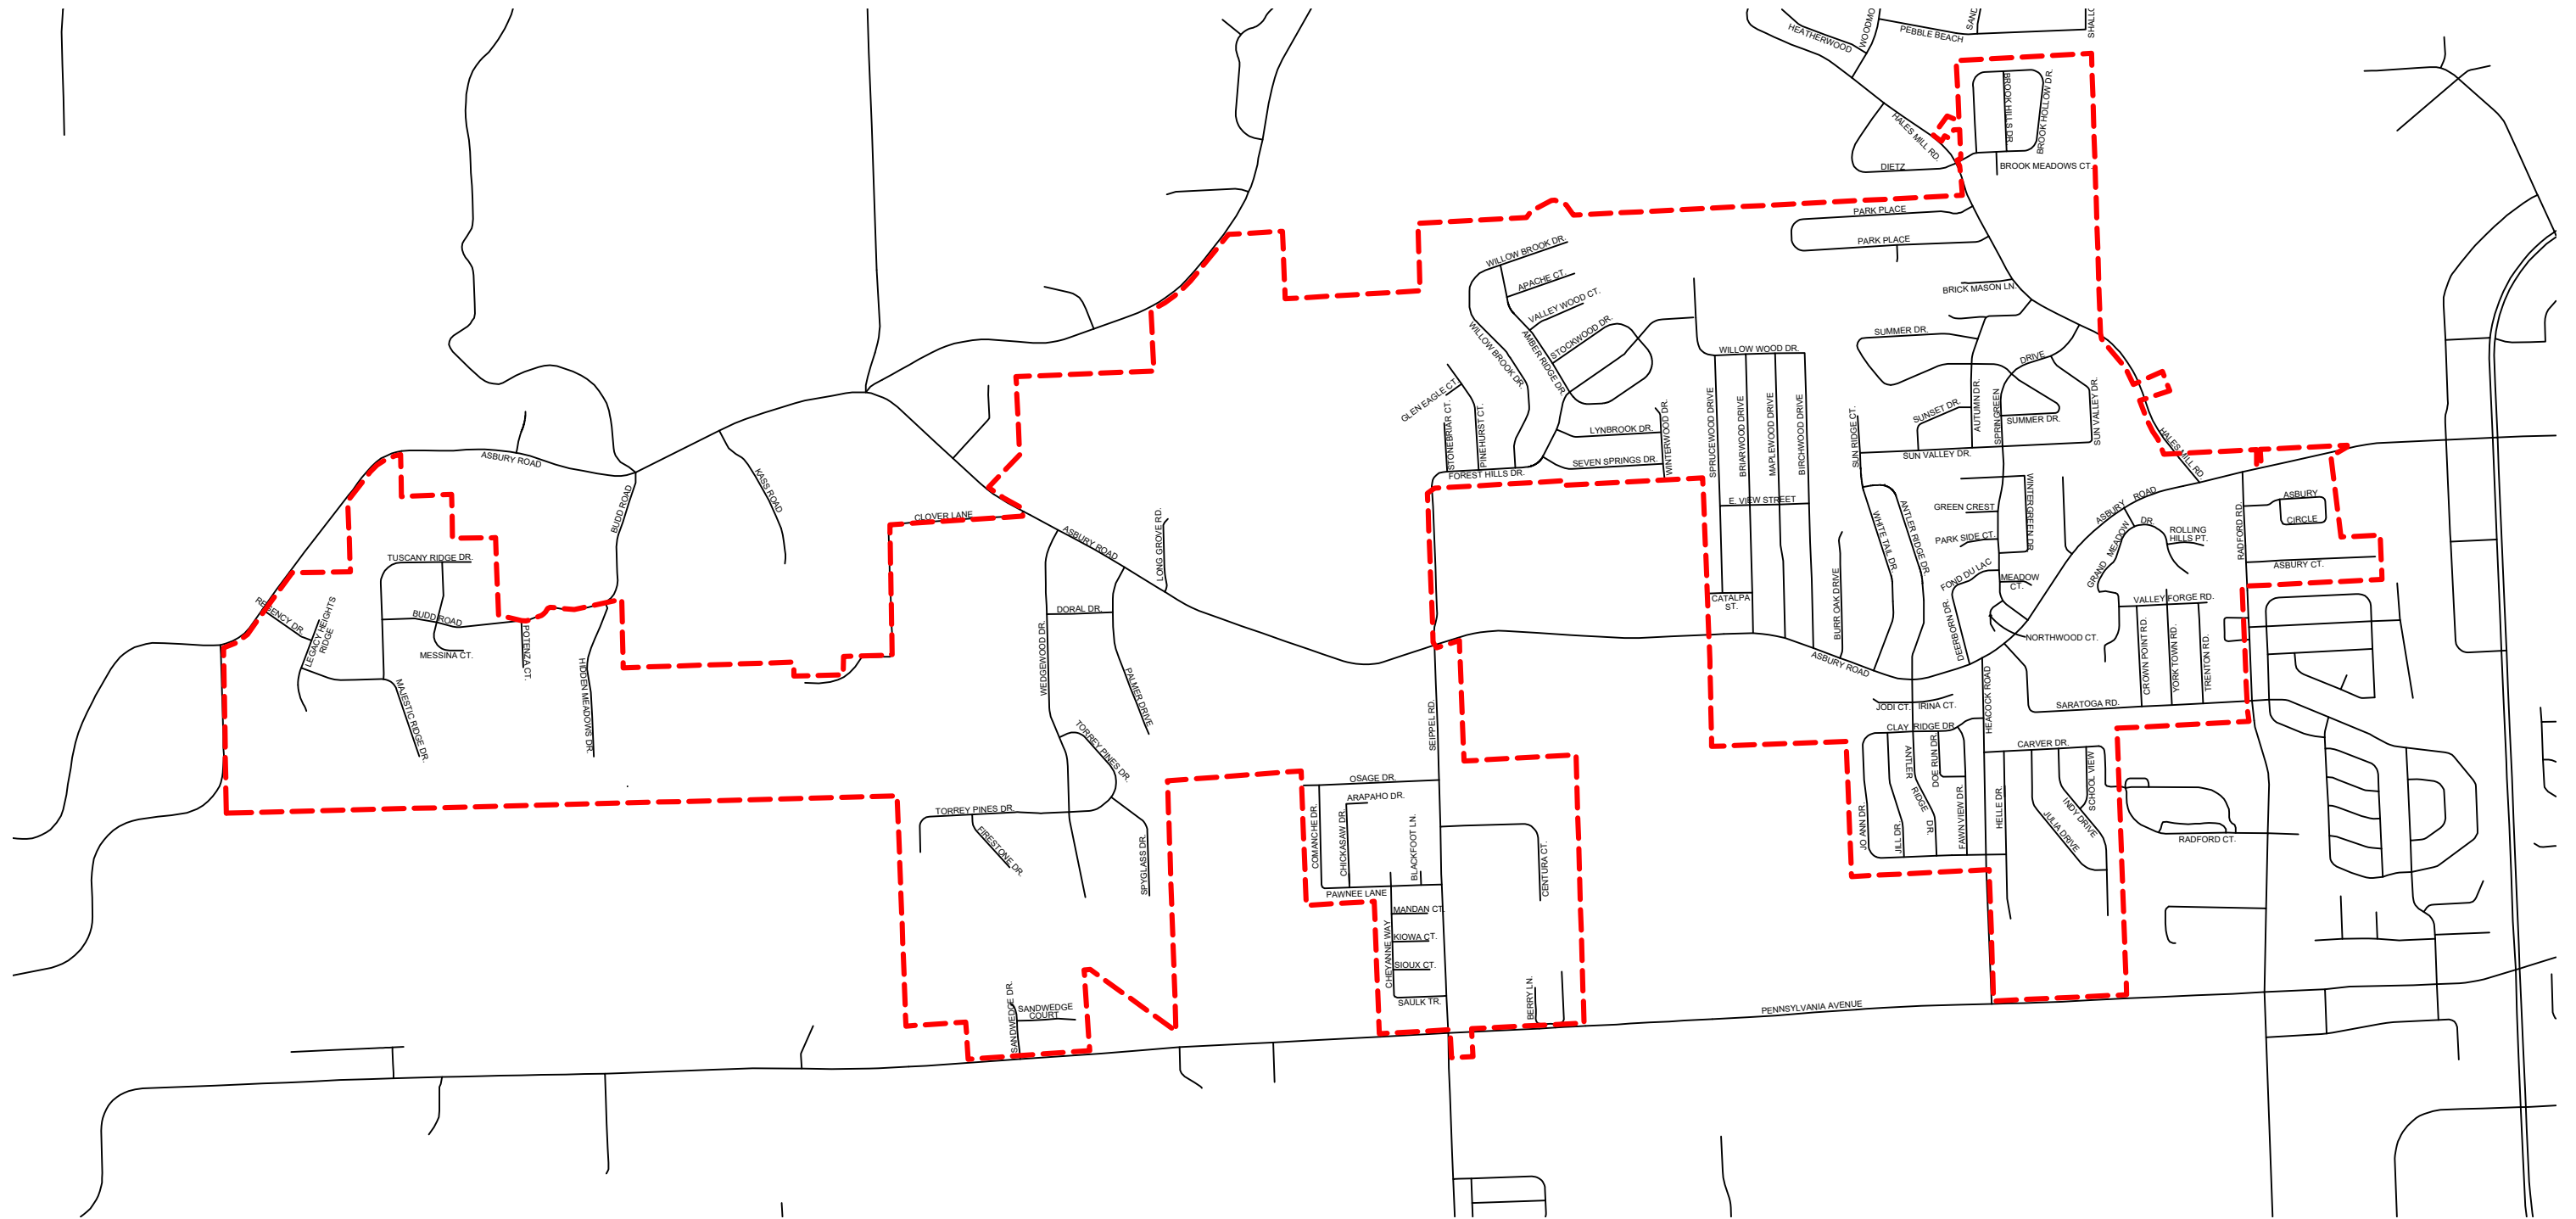 HEATHERWOOD
WOODMO
PEBBLE BEACH
SAND
SHALLO
HALES MILL RD.
DIETZ
BROOK HILLS DR
BROOK HOLLOW DR.
BROOK MEADOWS CT.
PARK PLACE
PARK PLACE
BRICK MASON LN.
WILLOW BROOK DR.
APACHE CT.
VALLEY WOOD CT.
STOCKWOOD DR.
WILLOW BROOK DR.
AMBER RIDGE DR.
GLEN EAGLE CT.
STONEBRIAR CT.
PINEHURST CT.
LYNBROOK DR.
SEVEN SPRINGS DR.
WINTERWOOD DR.
FOREST HILLS DR.
WILLOW WOOD DR.
SPRUCEWOOD DRIVE
BRIARWOOD DRIVE
MAPLEWOOD DRIVE
BIRCHWOOD DRIVE
E. VIEW STREET
CATALPA
ST.
BURR OAK DRIVE
SUMMER DR.
DRIVE
SUNSET DR.
AUTUMN DR.
SPRINGREEN
SUMMER DR.
SUN VALLEY DR.
SUN VALLEY DR.
SUN RIDGE CT.
WHITE TAIL DR.
ANTLER RIDGE DR.
GREEN CREST
WINTERGREEN DR
PARK SIDE CT.
FOND DU LAC
MEADOW
CT.
DEERBORN DR.
NORTHWOOD CT.
HALES MILL RD
ASBURY
ROAD
GRAND
MEADOW
DR.
ROLLING
HILLS PT.
RADFORD RD.
ASBURY
CIRCLE
ASBURY CT.
VALLEY FORGE RD.
CROWN POINT RD.
YORK TOWN RD.
TRENTON RD.
SARATOGA RD.
ASBURY ROAD
BUDD ROAD
KASS ROAD
CLOVER LANE
ASBURY ROAD
LONG GROVE RD.
TUSCANY RIDGE DR.
REGENCY DR.
LEGACY HEIGHTS
RIDGE
BUDD ROAD
MESSINA CT.
POTENZA CT.
MAJESTIC RIDGE DR.
HIDDEN MEADOWS DR.
DORAL DR.
WEDGEWOOD DR.
PALMER DRIVE
TORREY PINES DR.
TORREY PINES DR.
FIRESTONE DR.
SPYGLASS DR.
SANDWEDGE DR.
SANDWEDGE
COURT
SEIPPEL RD.
OSAGE DR.
ARAPAHO DR.
COMANCHE DR.
CHICKASAW DR.
BLACKFOOT LN.
PAWNEE LANE
MANDAN CT.
KIOWA CT.
SIOUX CT.
CHEYANNE WAY
SAULK TR.
CENTURA CT.
BERRY LN.
PENNSYLVANIA AVENUE
ASBURY ROAD
JODI CT.
IRINA CT.
CLAY RIDGE DR.
HEACOCK ROAD
JO ANN DR.
JILL DR.
ANTLER
RIDGE
DR.
DOE RUN DR.
FAWN VIEW DR.
HELLE DR.
CARVER DR.
SCHOOL VIEW
INDY DRIVE
JULIA DRIVE
RADFORD CT.